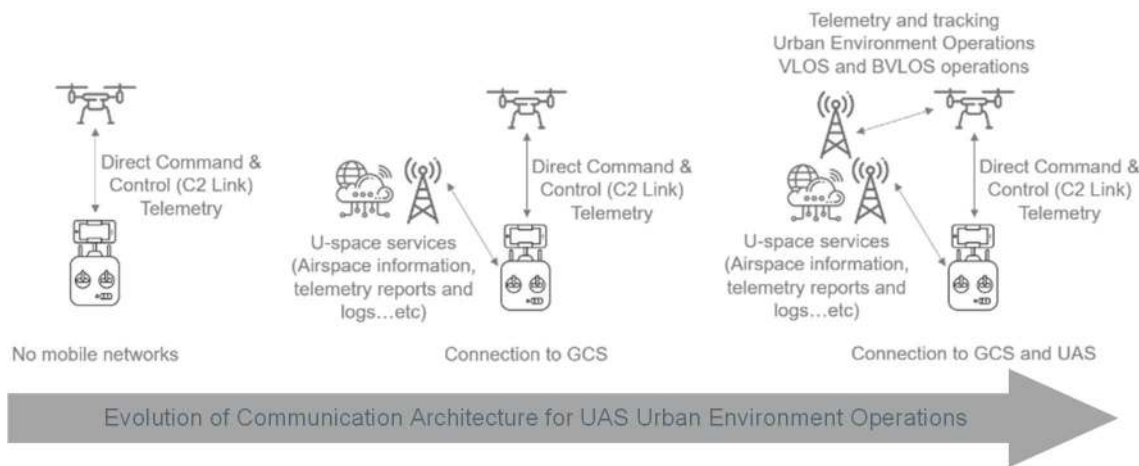 Telemetry and tracking
Urban Environment Operations
VLOS and BVLOS operations
Direct Command &
Control (C2 Link)
Telemetry
Direct Command &
Control (C2 Link)
Telemetry
Direct Command &
Control (C2 Link)
Telemetry
U-space services
(Airspace information,
telemetry reports and
logs...etc)
U-space services
(Airspace information,
telemetry reports and
logs...etc)
No mobile networks
Connection to GCS
Connection to GCS and UAS
Evolution of Communication Architecture for UAS Urban Environment Operations